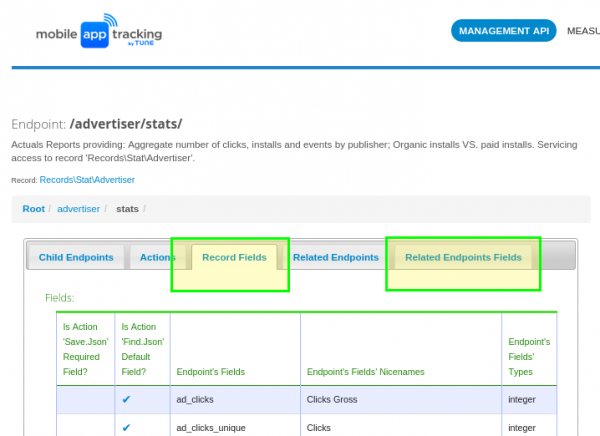 mobile app tracking
by TUNE
MANAGEMENT API MEASU
Endpoint: /advertiser/stats/
Actuals Reports providing: Aggregate number of clicks, installs and events by publisher; Organic installs VS. paid installs. Servicing
access to record 'Records\Stat\Advertiser'.
Record: Records\Stat\Advertiser
Root / advertiser / stats /
Child Endpoints Actions Record Fields Related Endpoints Related Endpoints Fields
Fields:
Is Action
'Save.Json'
Required
Field?
Is Action
'Find.Json'
Default
Field?
Endpoint's Fields
Endpoint's Fields' Nicenames
Endpoint's
Fields'
Types
✔ ad_clicks Clicks Gross integer
✔ ad_clicks_unique Clicks integer